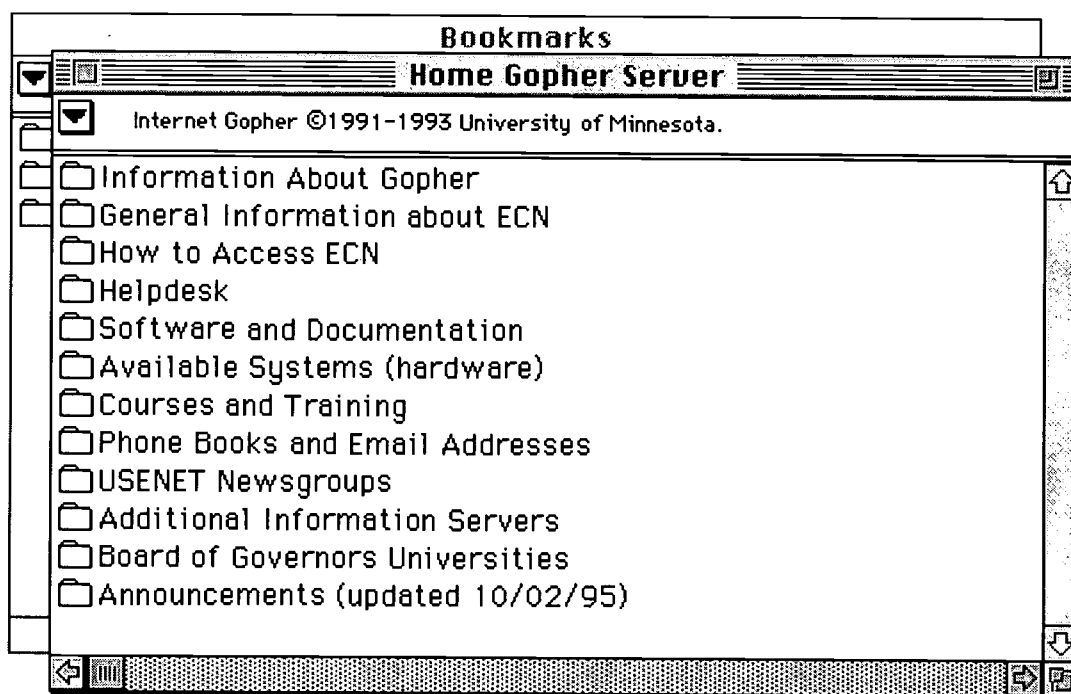 Bookmarks
Home Gopher Server
Internet Gopher ©1991-1993 University of Minnesota.
Information About Gopher
General Information about ECN
How to Access ECN
Helpdesk
Software and Documentation
Available Systems (hardware)
Courses and Training
Phone Books and Email Addresses
USENET Newsgroups
Additional Information Servers
Board of Governors Universities
Announcements (updated 10/02/95)